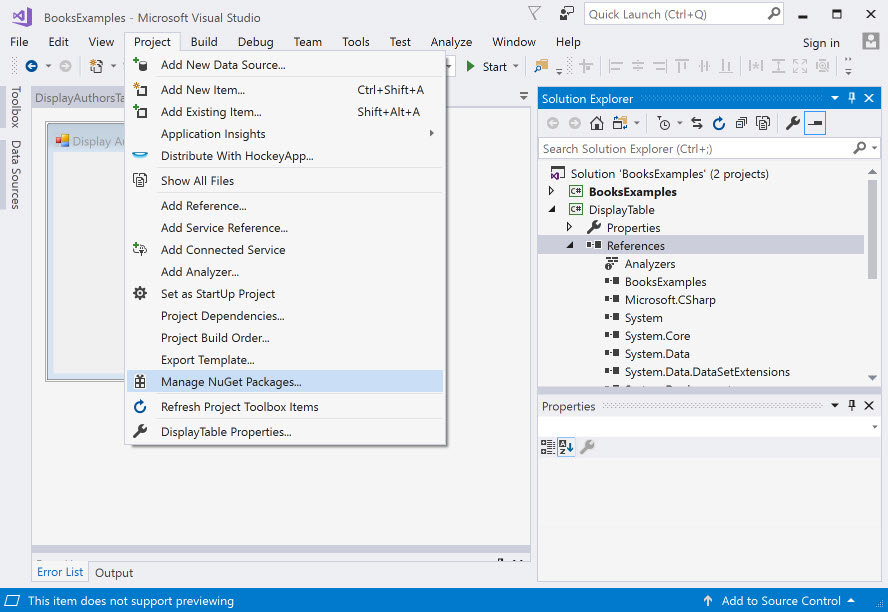 BooksExamples - Microsoft Visual Studio
Quick Launch (Ctrl+Q)
File Edit View Project Build Debug Team Tools Test Analyze Window Help
Sign in
Start
Toolbox
Data Sources
DisplayAuthorsTa
Display Au
Add New Data Source...
Add New Item... Ctrl+Shift+A
Add Existing Item... Shift+Alt+A
Application Insights
Distribute With HockeyApp...
Show All Files
Add Reference...
Add Service Reference...
Add Connected Service
Add Analyzer...
Set as StartUp Project
Project Dependencies...
Project Build Order...
Export Template...
Manage NuGet Packages...
Refresh Project Toolbox Items
DisplayTable Properties...
Solution Explorer
Search Solution Explorer (Ctrl+;)
Solution 'BooksExamples' (2 projects)
C# BooksExamples
C# DisplayTable
Properties
References
Analyzers
BooksExamples
Microsoft.CSharp
System
System.Core
System.Data
System.Data.DataSetExtensions
Properties
Error List Output
This item does not support previewing
Add to Source Control